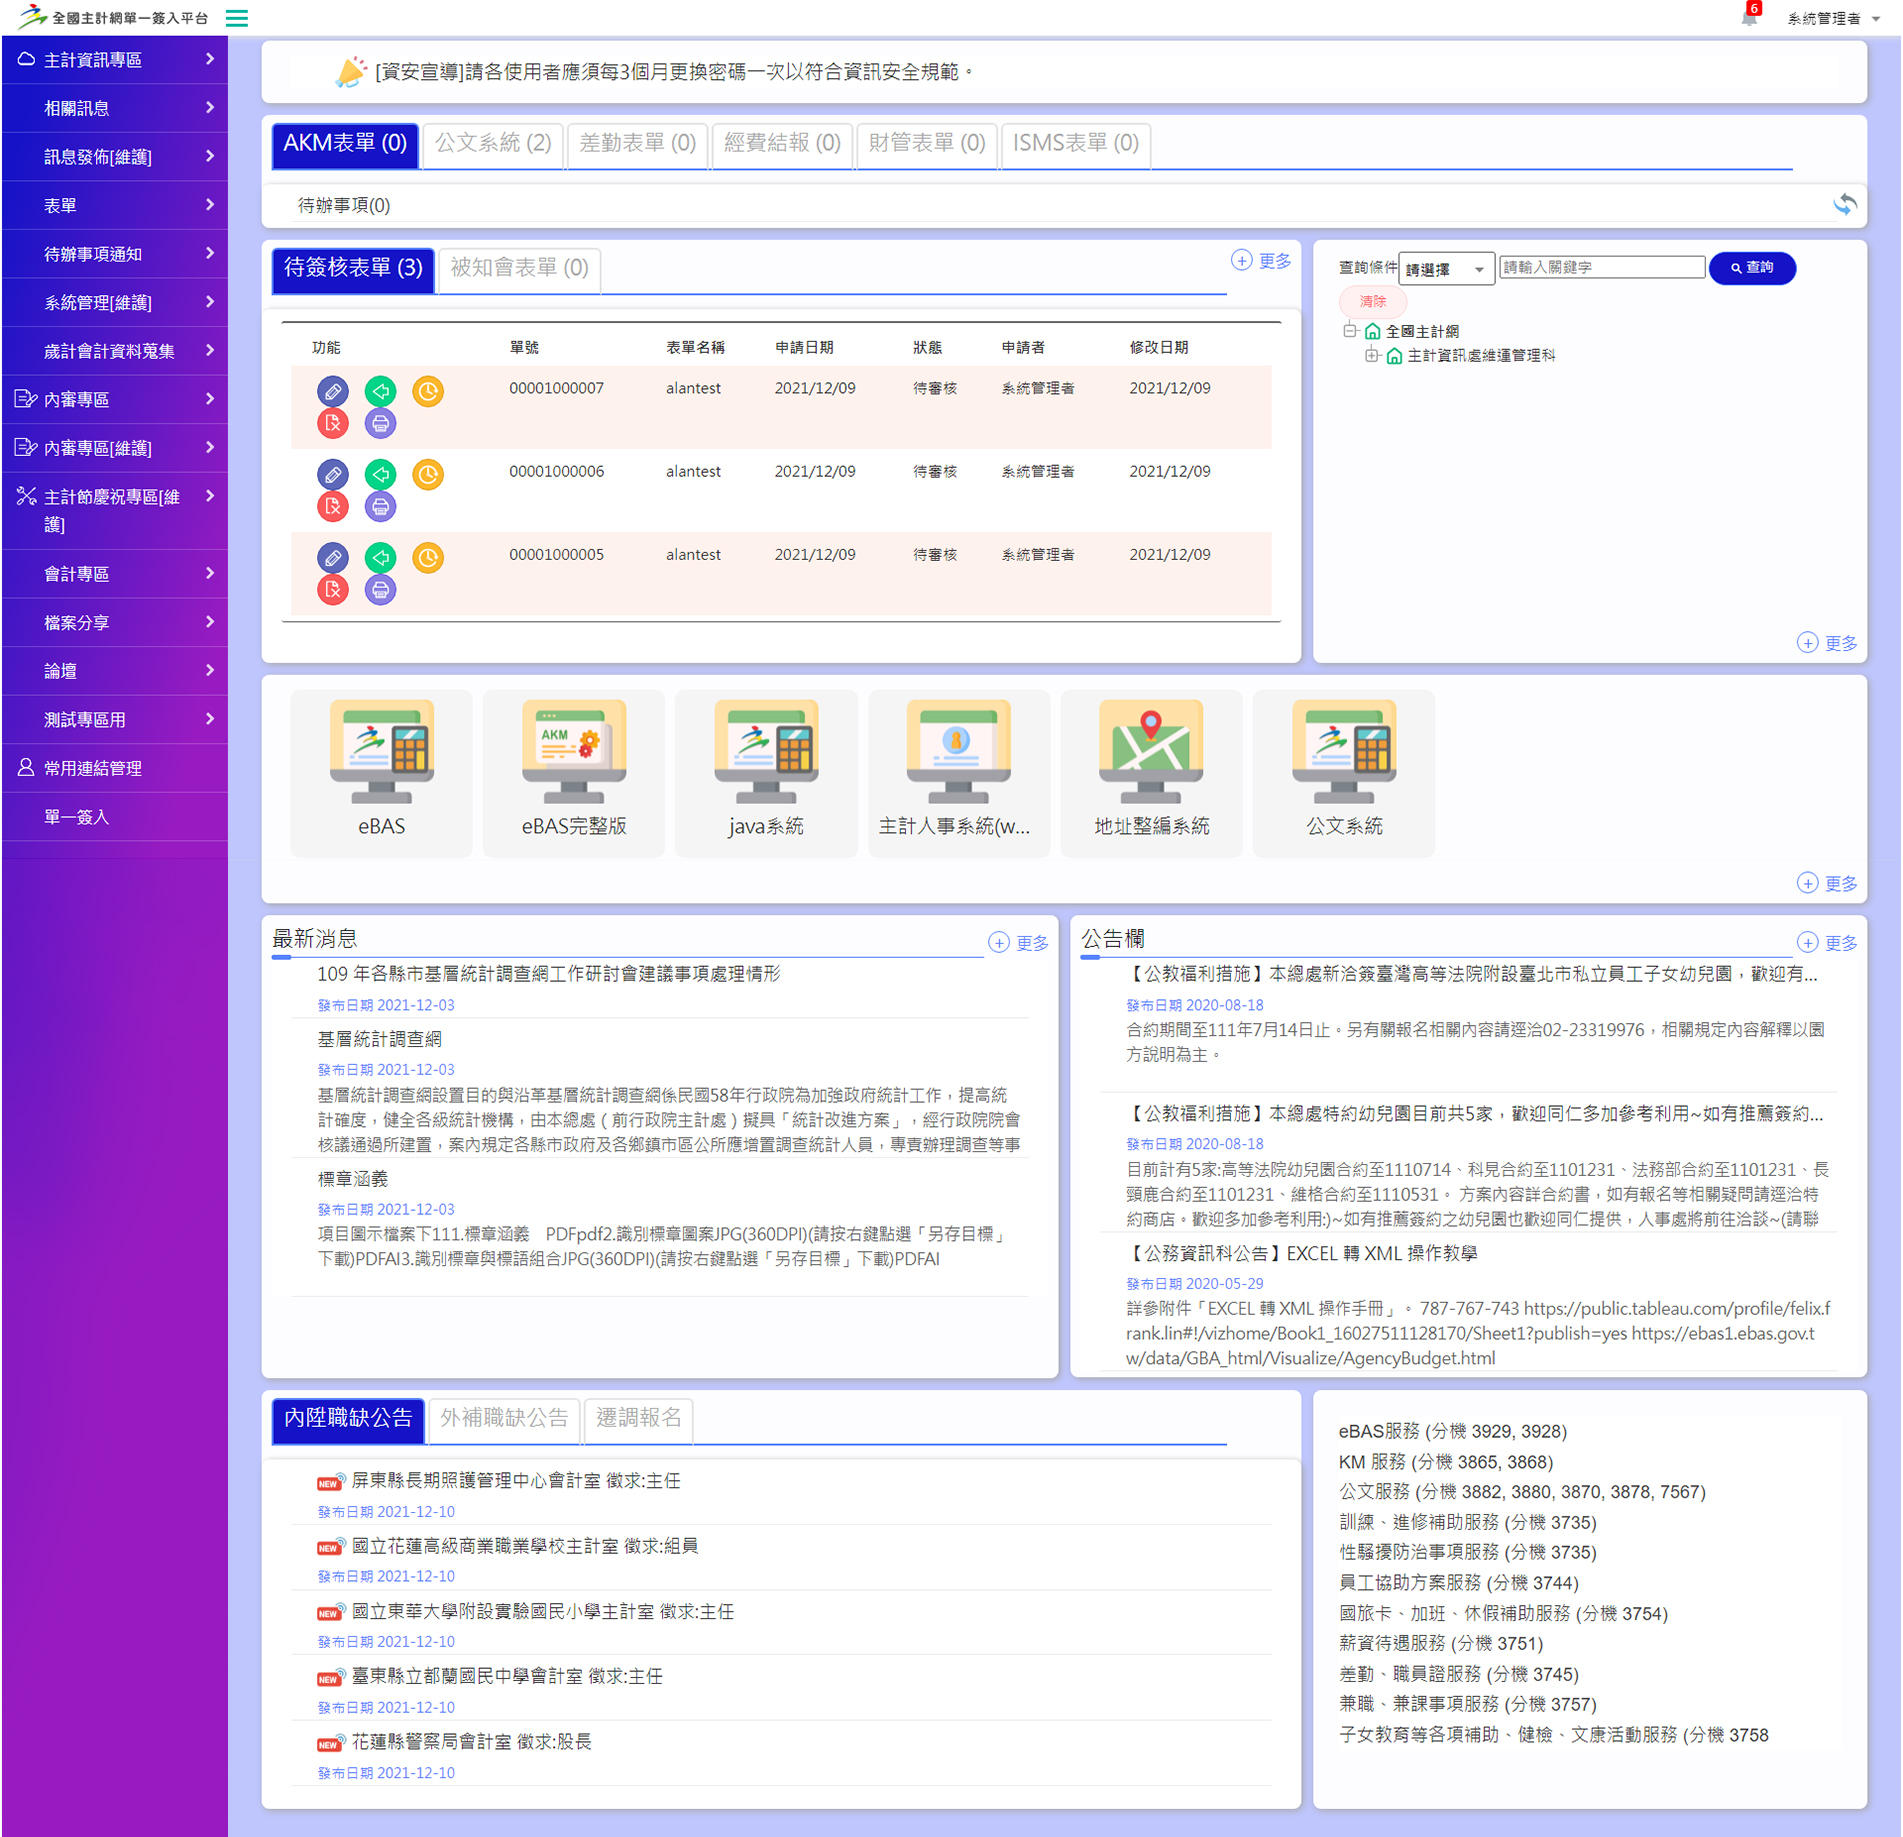 全國主計網單一簽入平台
6
系統管理者
主計資訊專區
相關訊息
訊息發佈[維護]
表單
待辦事項通知
系統管理[維護]
歲計會計資料蒐集
內審專區
內審專區[維護]
主計節慶祝專區[維
護]
會計專區
檔案分享
論壇
測試專區用
常用連結管理
單一簽入
[資安宣導]請各使用者應須每3個月更換密碼一次以符合資訊安全規範。
AKM表單 (0) 公文系統 (2) 差勤表單 (0) 經費結報 (0) 財管表單 (0) ISMS表單 (0)
待辦事項(0)
待簽核表單 (3) 被知會表單 (0) 更多
功能 單號 表單名稱 申請日期 狀態 申請者 修改日期
00001000007 alantest 2021/12/09 待審核 系統管理者 2021/12/09
00001000006 alantest 2021/12/09 待審核 系統管理者 2021/12/09
00001000005 alantest 2021/12/09 待審核 系統管理者 2021/12/09
查詢條件 請選擇 請輸入關鍵字 查詢
清除
全國主計網
主計資訊處維運管理科
更多
AKM
eBAS eBAS完整版 java系統 主計人事系統(w... 地址整編系統 公文系統
更多
最新消息 更多
109 年各縣市基層統計調查網工作研討會建議事項處理情形
發布日期 2021-12-03
基層統計調查網
發布日期 2021-12-03
基層統計調查網設置目的與沿革基層統計調查網係民國58年行政院為加強政府統計工作，提高統
計確度，健全各級統計機構，由本總處（前行政院主計處）擬具「統計改進方案」，經行政院院會
核議通過所建置，案內規定各縣市政府及各鄉鎮市區公所應增置調查統計人員，專責辦理調查等事
標章涵義
發布日期 2021-12-03
項目圖示檔案下111.標章涵義　PDFpdf2.識別標章圖案JPG(360DPI)(請按右鍵點選「另存目標」
下載)PDFAI3.識別標章與標語組合JPG(360DPI)(請按右鍵點選「另存目標」下載)PDFAI
公告欄 更多
【公教福利措施】本總處新洽簽臺灣高等法院附設臺北市私立員工子女幼兒園，歡迎有...
發布日期 2020-08-18
合約期間至111年7月14日止。另有關報名相關內容請逕洽02-23319976，相關規定內容解釋以園
方說明為主。
【公教福利措施】本總處特約幼兒園目前共5家，歡迎同仁多加參考利用~如有推薦簽約...
發布日期 2020-08-18
目前計有5家:高等法院幼兒園合約至1110714、科見合約至1101231、法務部合約至1101231、長
頸鹿合約至1101231、維格合約至1110531。 方案內容詳合約書，如有報名等相關疑問請逕洽特
約商店。歡迎多加參考利用:)~如有推薦簽約之幼兒園也歡迎同仁提供，人事處將前往洽談~(請聯
【公務資訊科公告】EXCEL 轉 XML 操作教學
發布日期 2020-05-29
詳參附件「EXCEL 轉 XML 操作手冊」。 787-767-743 https://public.tableau.com/profile/felix.f
rank.lin#!/vizhome/Book1_16027511128170/Sheet1?publish=yes https://ebas1.ebas.gov.t
w/data/GBA_html/Visualize/AgencyBudget.html
內陞職缺公告 外補職缺公告 遷調報名
NEW 屏東縣長期照護管理中心會計室 徵求:主任
發布日期 2021-12-10
NEW 國立花蓮高級商業職業學校主計室 徵求:組員
發布日期 2021-12-10
NEW 國立東華大學附設實驗國民小學主計室 徵求:主任
發布日期 2021-12-10
NEW 臺東縣立都蘭國民中學會計室 徵求:主任
發布日期 2021-12-10
NEW 花蓮縣警察局會計室 徵求:股長
發布日期 2021-12-10
eBAS服務 (分機 3929, 3928)
KM 服務 (分機 3865, 3868)
公文服務 (分機 3882, 3880, 3870, 3878, 7567)
訓練、進修補助服務 (分機 3735)
性騷擾防治事項服務 (分機 3735)
員工協助方案服務 (分機 3744)
國旅卡、加班、休假補助服務 (分機 3754)
薪資待遇服務 (分機 3751)
差勤、職員證服務 (分機 3745)
兼職、兼課事項服務 (分機 3757)
子女教育等各項補助、健檢、文康活動服務 (分機 3758